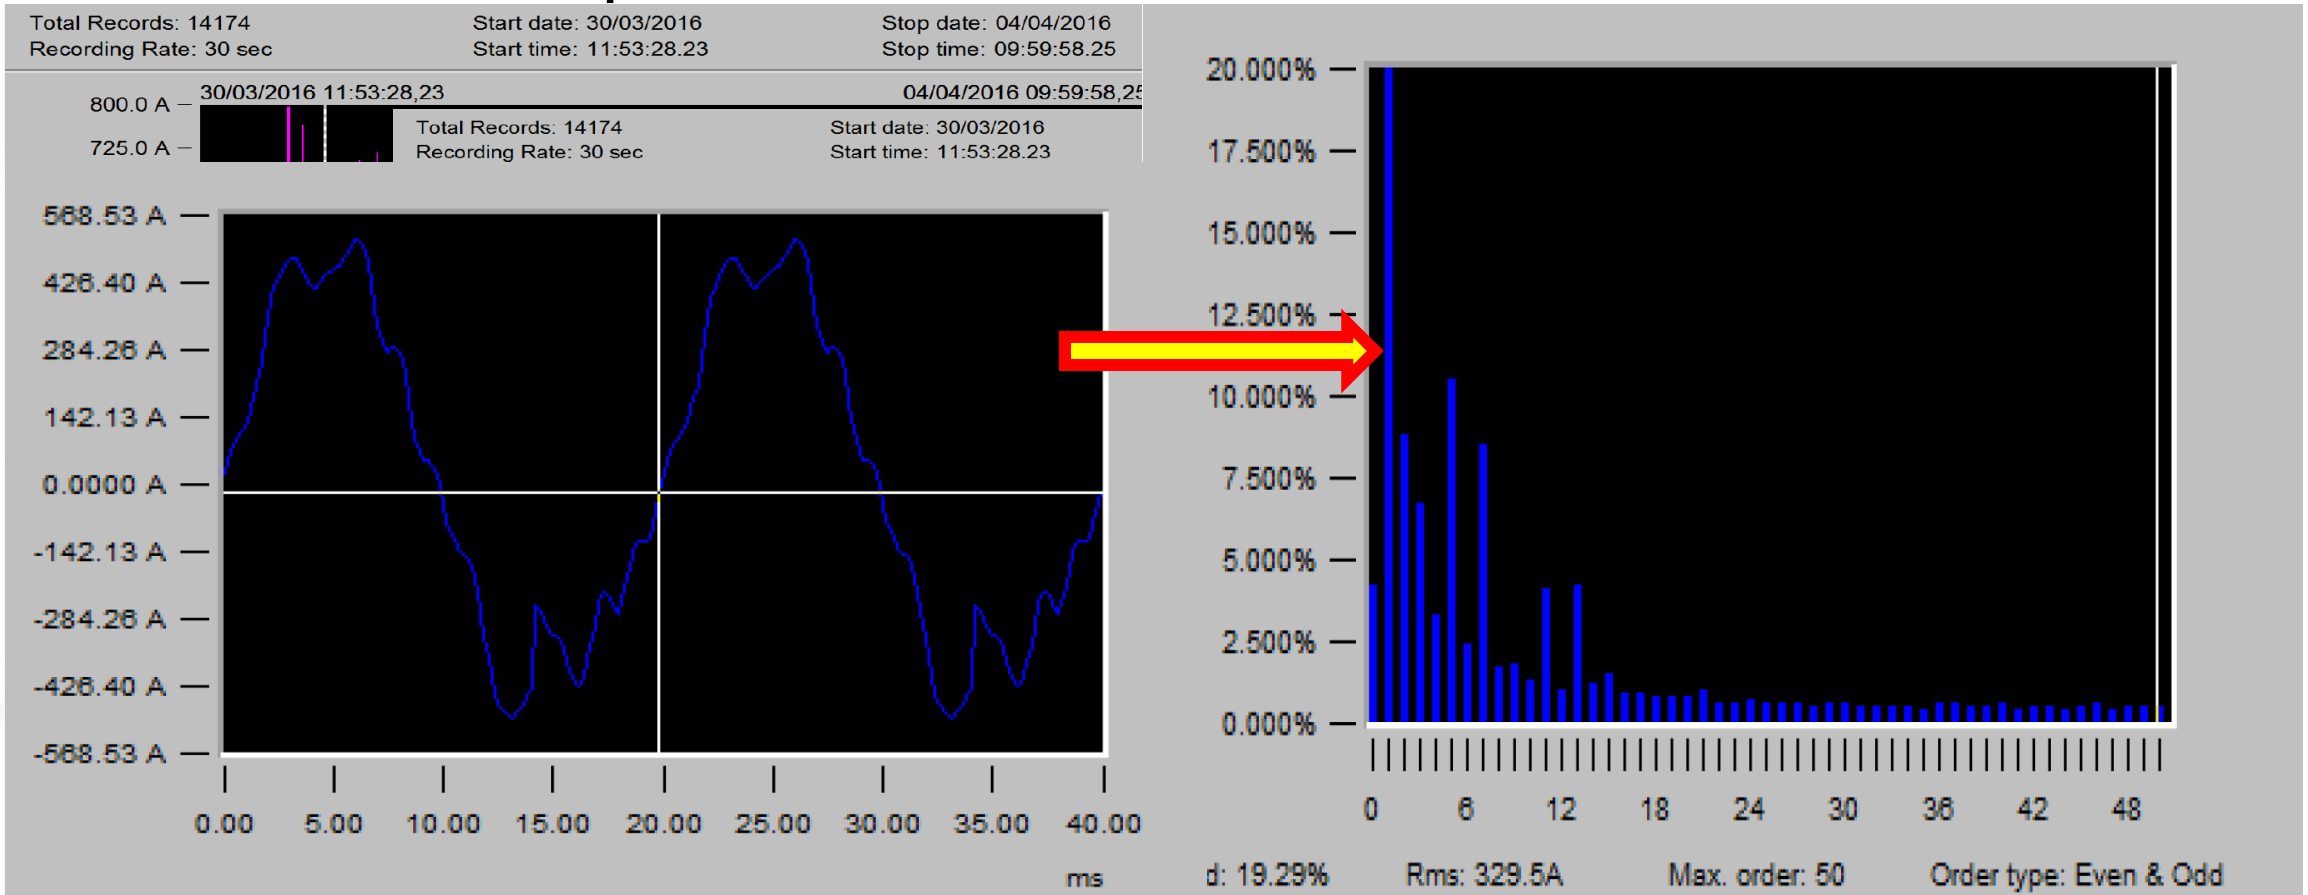 Total Records: 14174 Start date: 30/03/2016 Stop date: 04/04/2016
Recording Rate: 30 sec Start time: 11:53:28.23 Stop time: 09:59:58.25
30/03/2016 11:53:28,23 04/04/2016 09:59:58,25
800.0 A
725.0 A
Total Records: 14174 Start date: 30/03/2016
Recording Rate: 30 sec Start time: 11:53:28.23
568.53 A
426.40 A
284.26 A
142.13 A
0.0000 A
-142.13 A
-284.26 A
-426.40 A
-568.53 A
0.00 5.00 10.00 15.00 20.00 25.00 30.00 35.00 40.00
ms
20.000%
17.500%
15.000%
12.500%
10.000%
7.500%
5.000%
2.500%
0.000%
0 6 12 18 24 30 36 42 48
d: 19.29% Rms: 329.5A Max. order: 50 Order type: Even & Odd